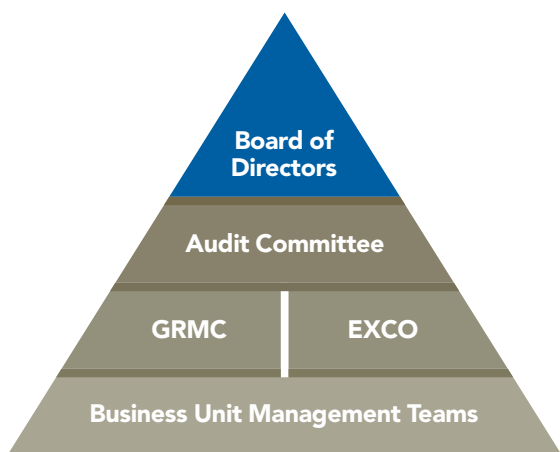 Board of
Directors
Audit Committee
GRMC
EXCO
Business Unit Management Teams